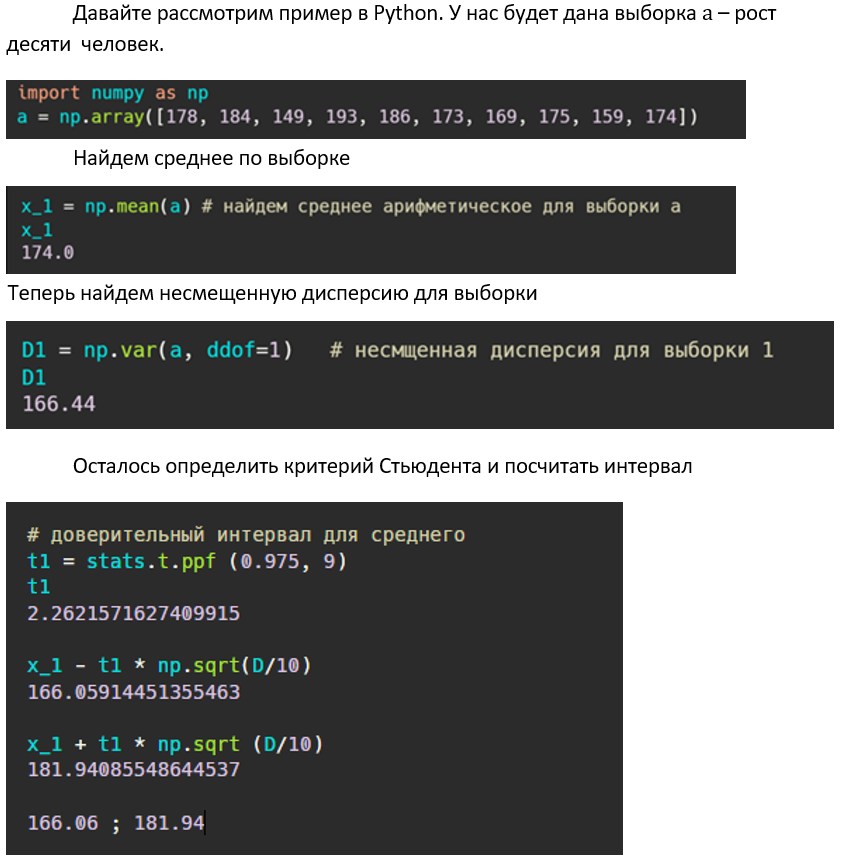 Давайте рассмотрим пример в Python. У нас будет дана выборка а – рост
десяти человек.
import numpy as np
a = np.array([178, 184, 149, 193, 186, 173, 169, 175, 159, 174])
Найдем среднее по выборке
x_1 = np.mean(a) # найдем среднее арифметическое для выборки a
x_1
174.0
Теперь найдем несмещенную дисперсию для выборки
D1 = np.var(a, ddof=1) # несмщенная дисперсия для выборки 1
D1
166.44
Осталось определить критерий Стьюдента и посчитать интервал
# доверительный интервал для среднего
t1 = stats.t.ppf (0.975, 9)
t1
2.2621571627409915
x_1 - t1 * np.sqrt(D/10)
166.05914451355463
x_1 + t1 * np.sqrt (D/10)
181.94085548644537
166.06 ; 181.94